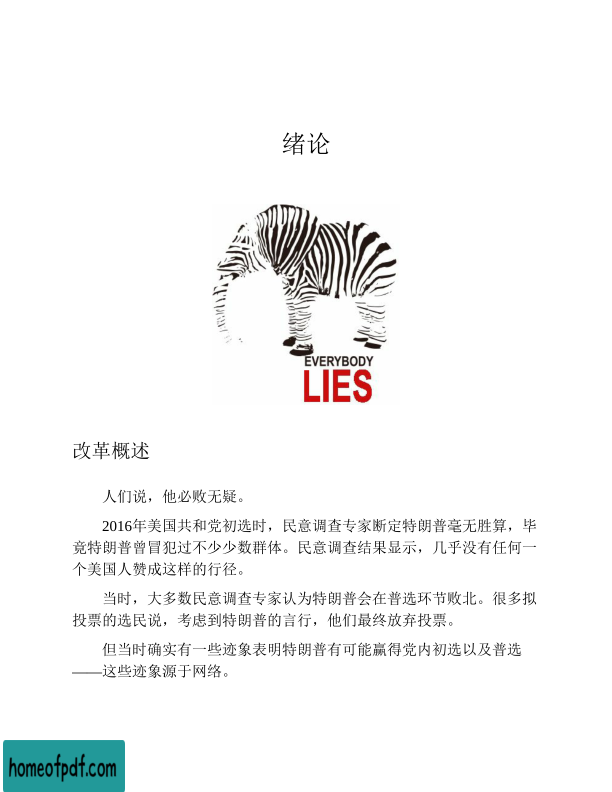 绪论
EVERYBODY
LIES
改革概述
人们说，他必败无疑。
2016年美国共和党初选时，民意调查专家断定特朗普毫无胜算，毕
竟特朗普曾冒犯过不少少数群体。民意调查结果显示，几乎没有任何一
个美国人赞成这样的行径。
当时，大多数民意调查专家认为特朗普会在普选环节败北。很多拟
投票的选民说，考虑到特朗普的言行，他们最终放弃投票。
但当时确实有一些迹象表明特朗普有可能赢得党内初选以及普选
——这些迹象源于网络。
homeofpdf.com